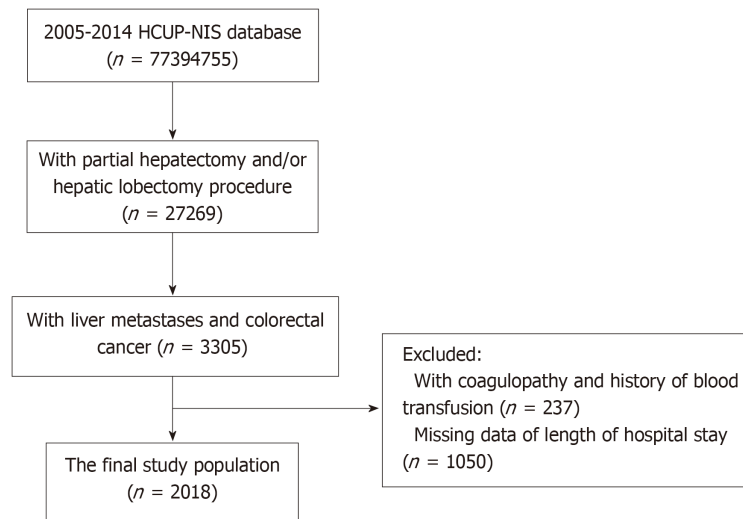 2005-2014 HCUP-NIS database
(n = 77394755)
With partial hepatectomy and/or
hepatic lobectomy procedure
(n = 27269)
With liver metastases and colorectal
cancer (n = 3305)
Excluded:
With coagulopathy and history of blood
transfusion (n = 237)
Missing data of length of hospital stay
(n = 1050)
The final study population
(n = 2018)